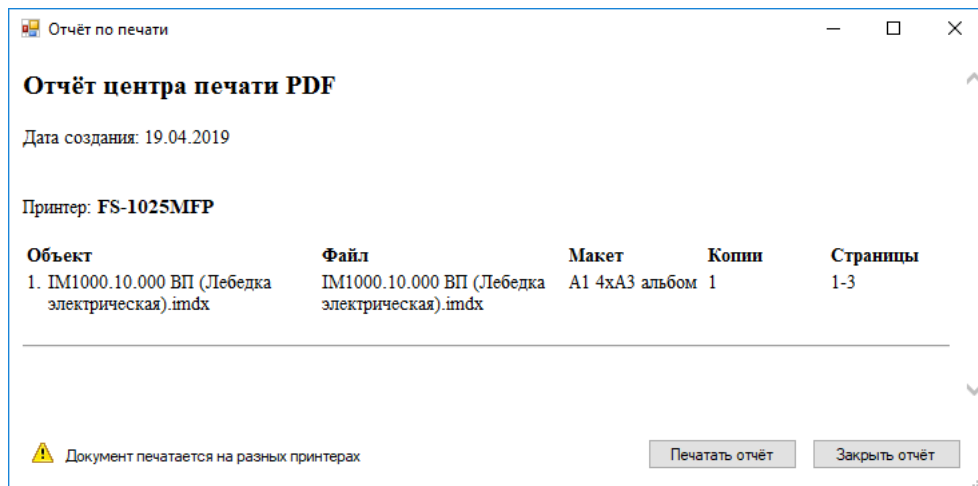 Отчёт по печати
Отчёт центра печати PDF
Дата создания: 19.04.2019
Принтер: FS-1025MFP
Объект Файл Макет Копии Страницы
1. IM1000.10.000 ВП (Лебедка IM1000.10.000 ВП (Лебедка А1 4хА3 альбом 1 1-3
электрическая).imdx электрическая).imdx
Документ печатается на разных принтерах Печатать отчёт Закрыть отчёт